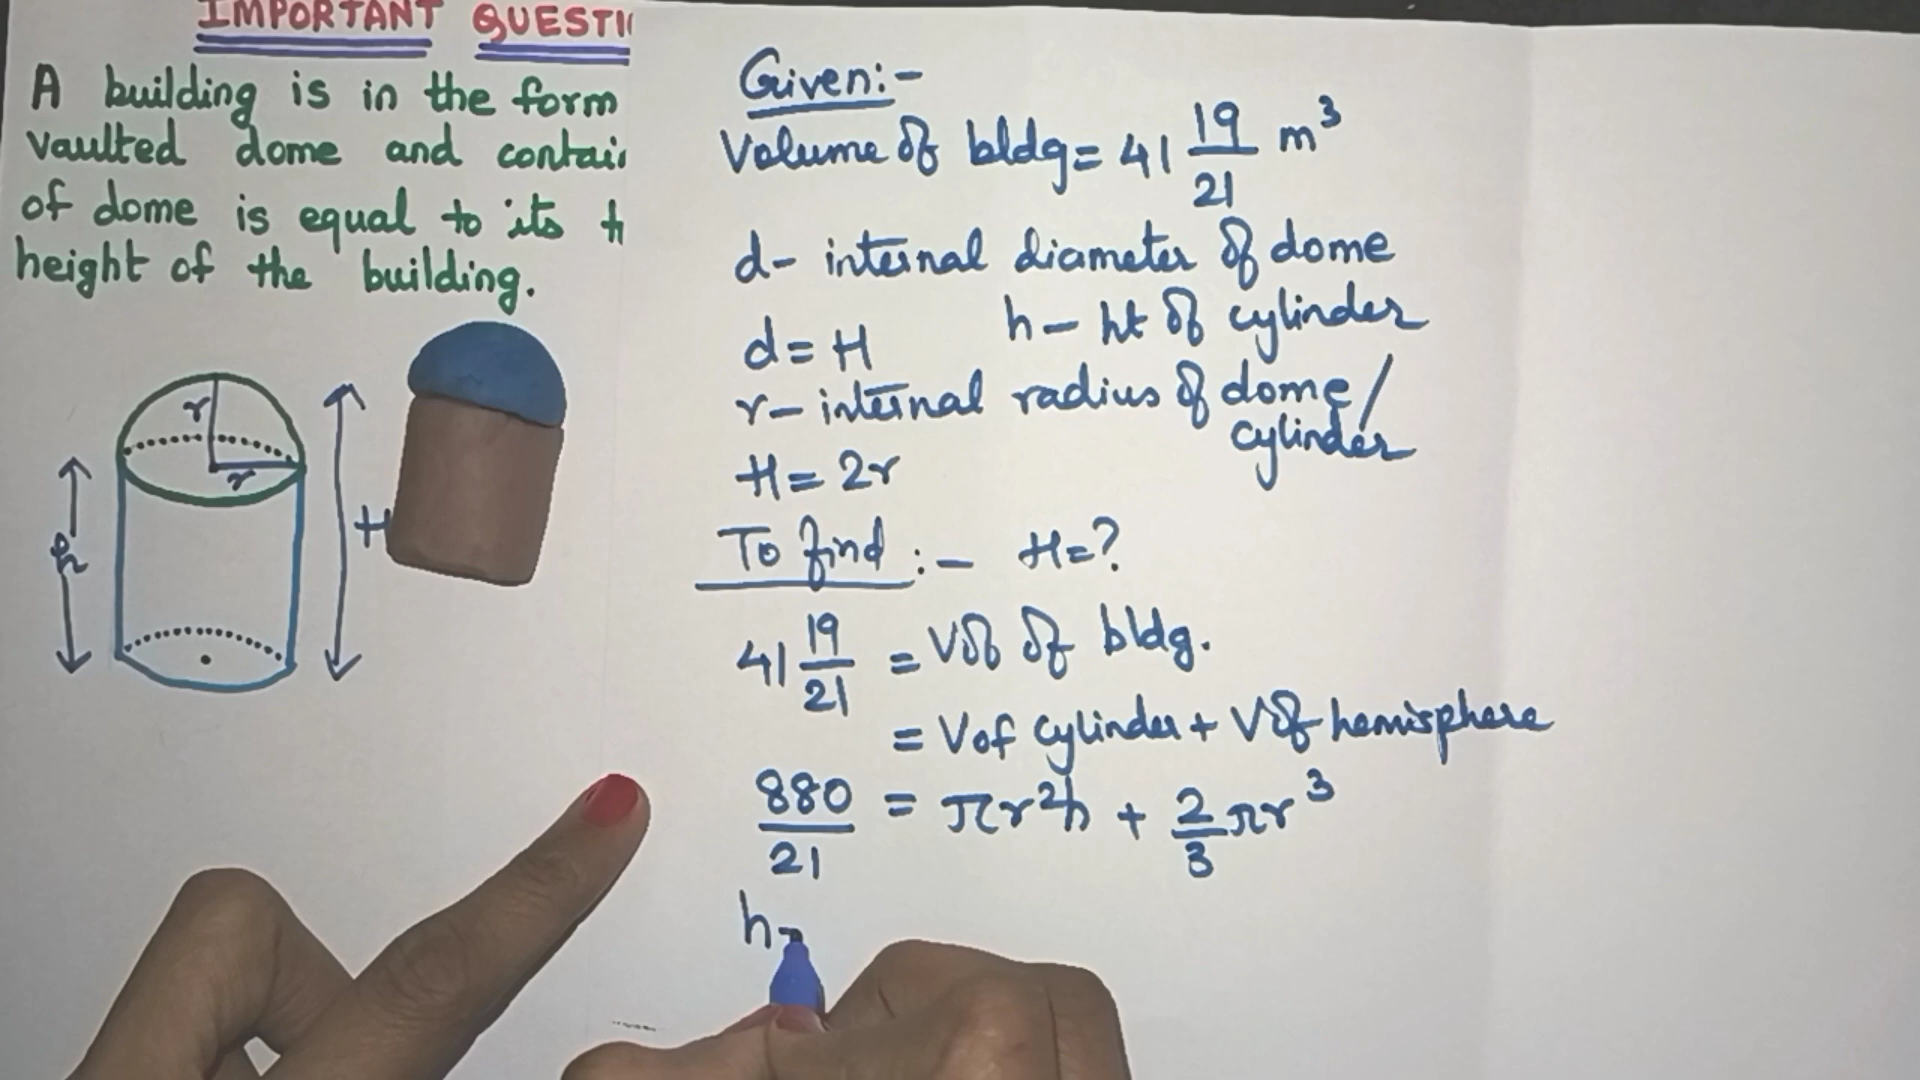 IMPORTANT
A building is in the form
vaulted dome and
of dome is equal to its
height of the building.
r
r
h
H
Given:-
Volume of bldg = 41 19/21 m³
d- internal diameter of dome
d = H h - ht of cylinder
r- internal radius of dome/
cylinder
H = 2r
To find :- H=?
41 19/21 = V of of bldg.
= V of cylinder + V of hemisphere
880/21 = πr²h + 2/3 πr³
h=